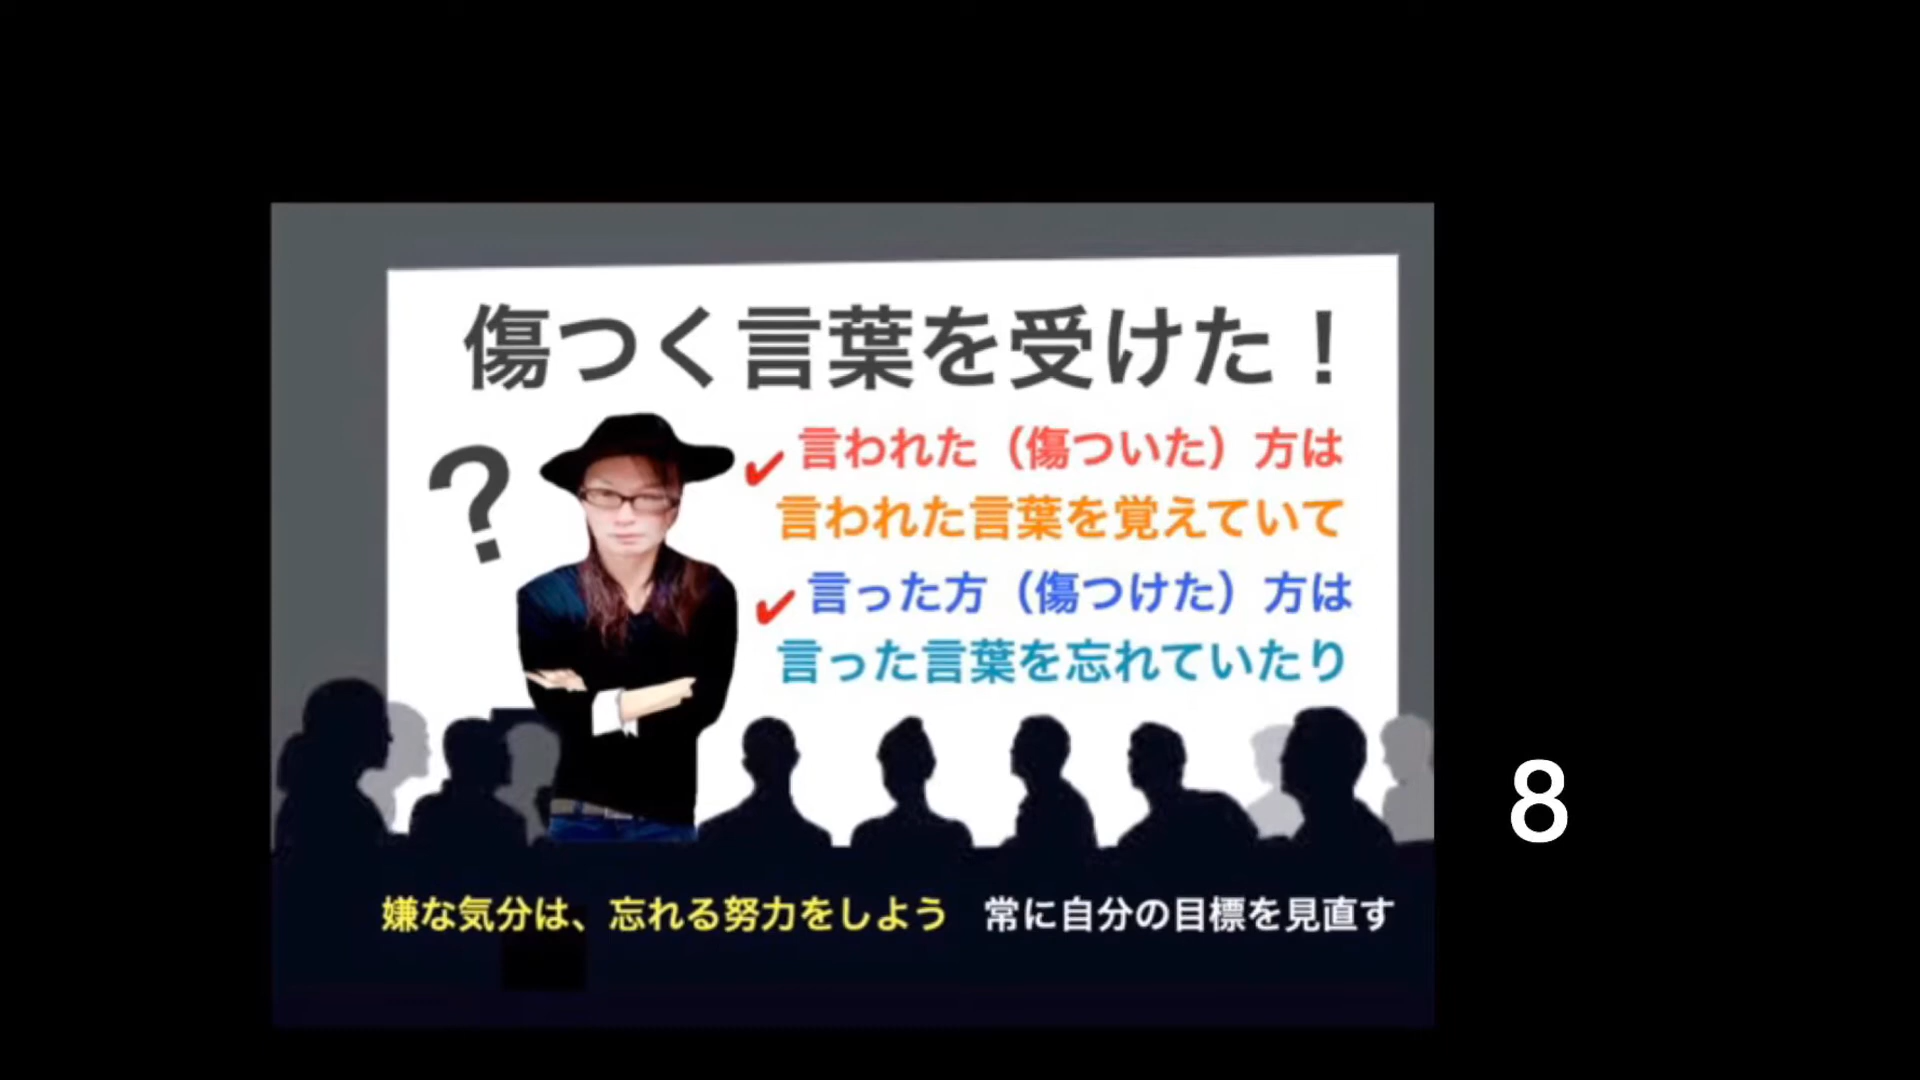 傷つく言葉を受けた！
?
✔言われた（傷ついた）方は
言われた言葉を覚えていて
✔言った方（傷つけた）方は
言った言葉を忘れていたり
嫌な気分は、忘れる努力をしよう　常に自分の目標を見直す
8